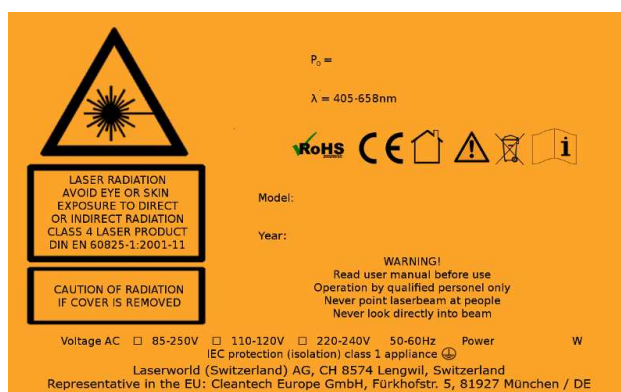 P₀ =
λ = 405-658nm
RoHS CE i
LASER RADIATION
AVOID EYE OR SKIN
EXPOSURE TO DIRECT
OR INDIRECT RADIATION
CLASS 4 LASER PRODUCT
DIN EN 60825-1:2001-11
CAUTION OF RADIATION
IF COVER IS REMOVED
Model:
Year:
WARNING!
Read user manual before use
Operation by qualified personel only
Never point laserbeam at people
Never look directly into beam
Voltage AC □ 85-250V □ 110-120V □ 220-240V 50-60Hz Power W
IEC protection (isolation) class 1 appliance
Laserworld (Switzerland) AG, CH 8574 Lengwil, Switzerland
Representative in the EU: Cleantech Europe GmbH, Fürkhofstr. 5, 81927 München / DE